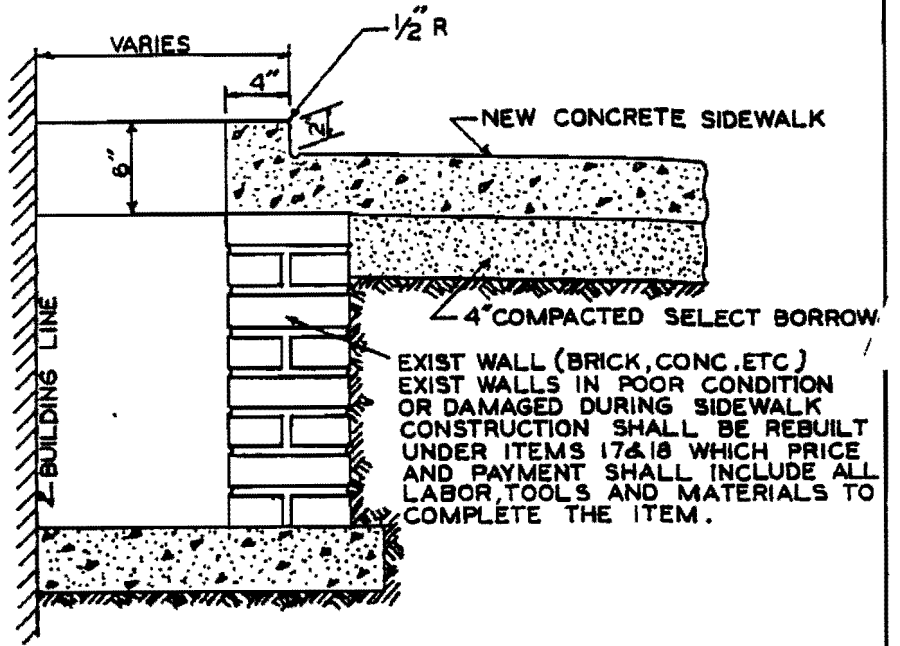 1/2" R
VARIES
4"
2"
6"
NEW CONCRETE SIDEWALK
4" COMPACTED SELECT BORROW
BUILDING LINE
EXIST WALL (BRICK, CONC. ETC)
EXIST WALLS IN POOR CONDITION
OR DAMAGED DURING SIDEWALK
CONSTRUCTION SHALL BE REBUILT
UNDER ITEMS 17&18 WHICH PRICE
AND PAYMENT SHALL INCLUDE ALL
LABOR, TOOLS AND MATERIALS TO
COMPLETE THE ITEM.